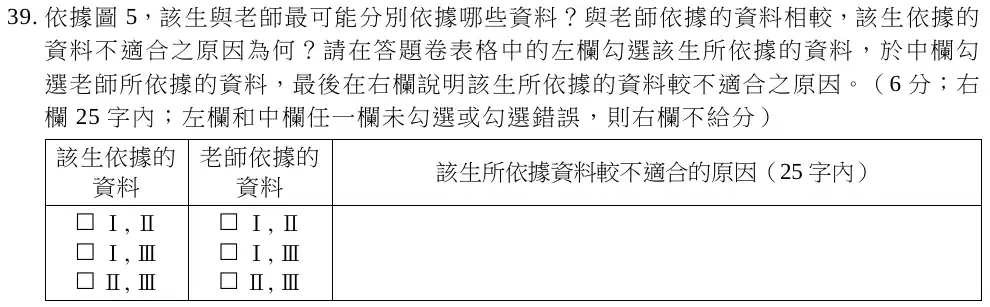 39. 依據圖 5，該生與老師最可能分別依據哪些資料？與老師依據的資料相較，該生依據的
資料不適合之原因為何？請在答題卷表格中的左欄勾選該生所依據的資料，於中欄勾
選老師所依據的資料，最後在右欄說明該生所依據的資料較不適合之原因。（6 分；右
欄 25 字內；左欄和中欄任一欄未勾選或勾選錯誤，則右欄不給分）
該生依據的
資料
老師依據的
資料
該生所依據資料較不適合的原因（25 字內）
□ Ⅰ, Ⅱ
□ Ⅰ, Ⅲ
□ Ⅱ, Ⅲ
□ Ⅰ, Ⅱ
□ Ⅰ, Ⅲ
□ Ⅱ, Ⅲ